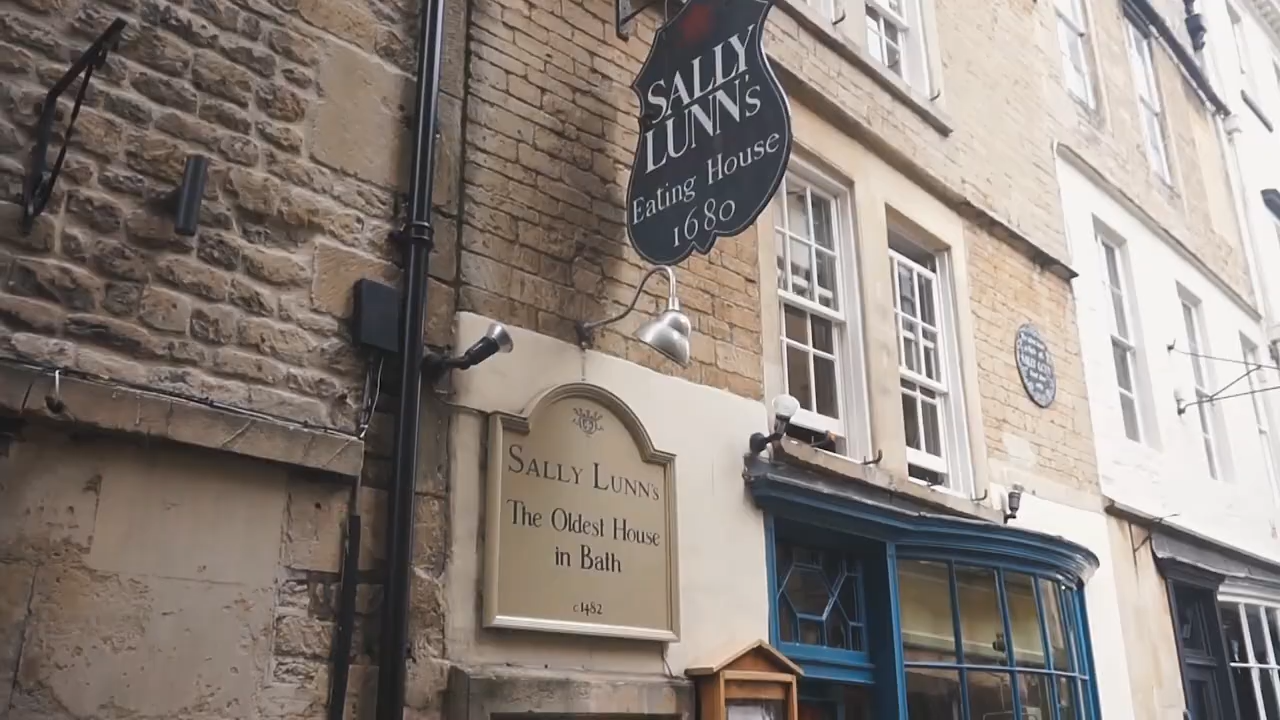 SALLY
LUNN's
Eating House
1680
SALLY LUNN's
The Oldest House
in Bath
c1482